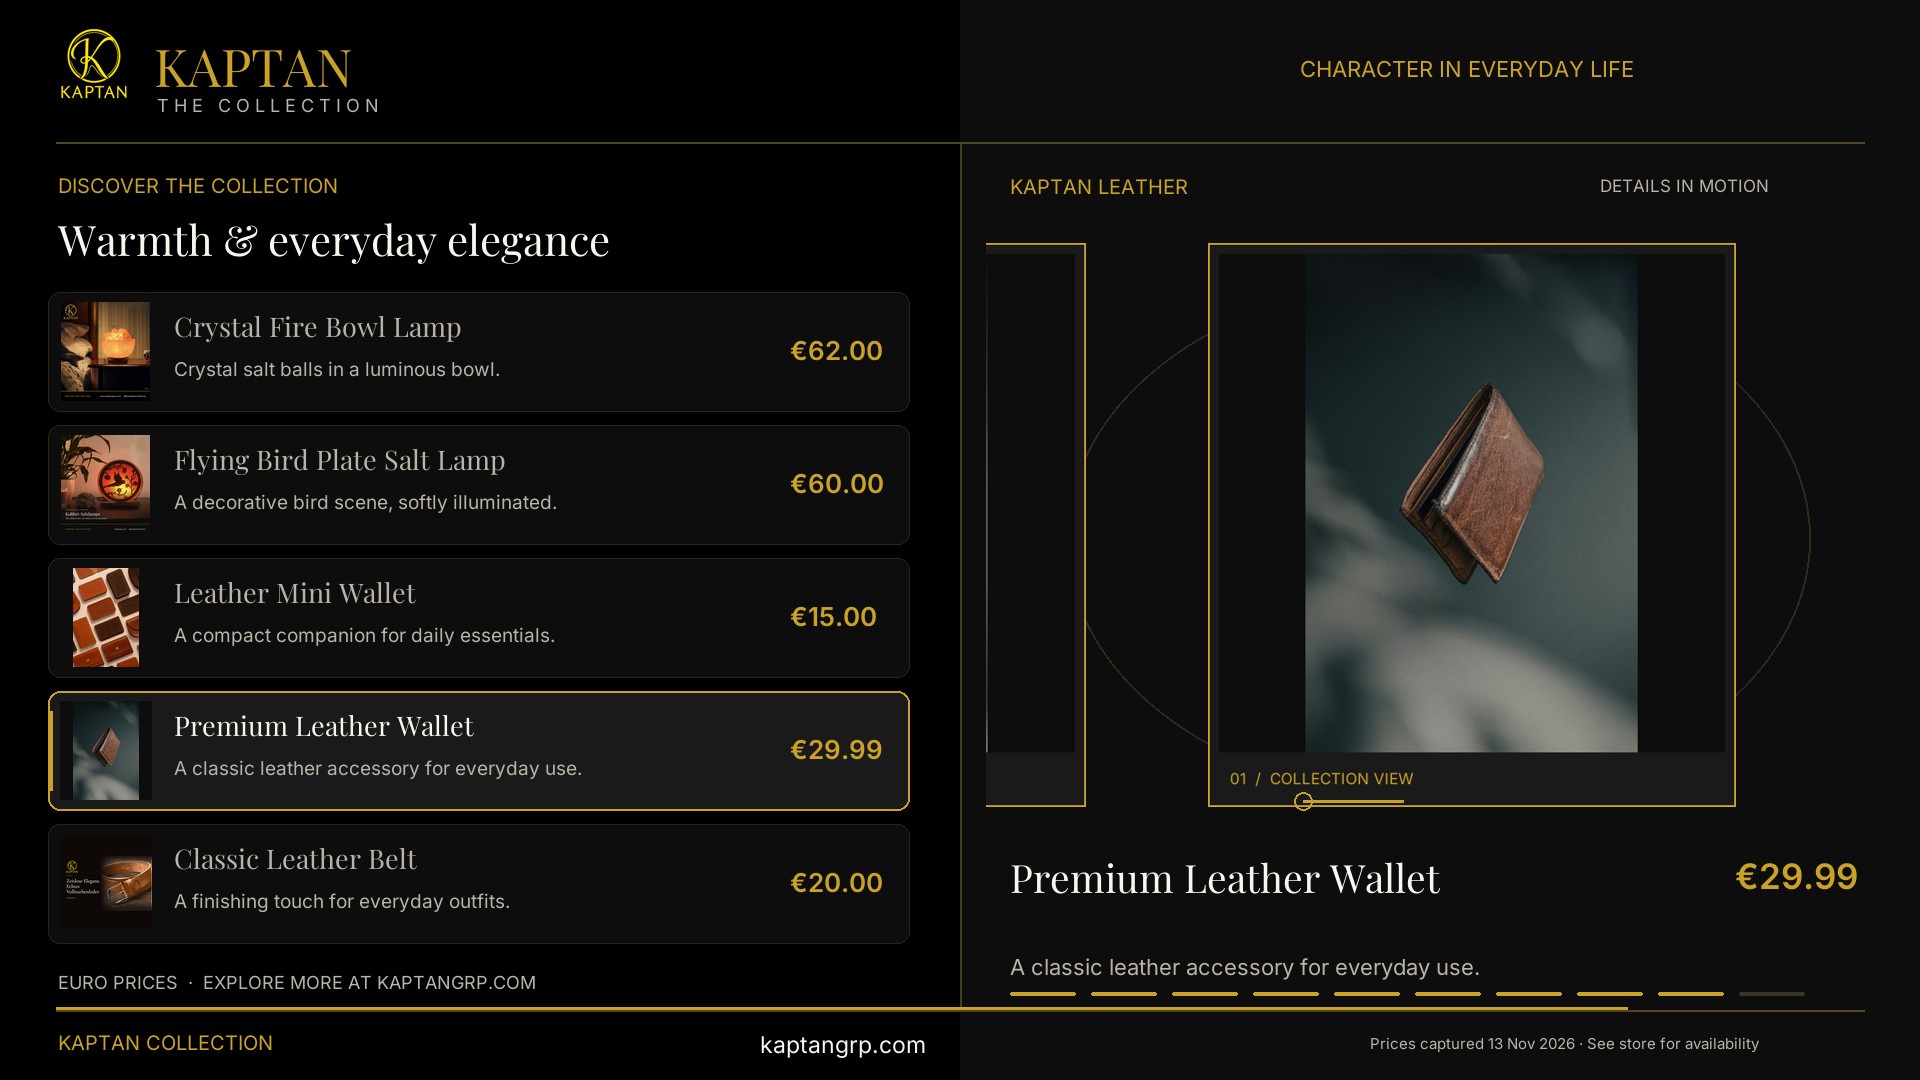 KAPTAN
KAPTAN
THE COLLECTION
CHARACTER IN EVERYDAY LIFE
DISCOVER THE COLLECTION
Warmth & everyday elegance
Crystal Fire Bowl Lamp
Crystal salt balls in a luminous bowl.
€62.00
Flying Bird Plate Salt Lamp
A decorative bird scene, softly illuminated.
€60.00
Leather Mini Wallet
A compact companion for daily essentials.
€15.00
Premium Leather Wallet
A classic leather accessory for everyday use.
€29.99
Zeitlose Eleganz.
Echtes
Vollnarbenleder.
Classic Leather Belt
A finishing touch for everyday outfits.
€20.00
EURO PRICES · EXPLORE MORE AT KAPTANGRP.COM
KAPTAN LEATHER
DETAILS IN MOTION
01 / COLLECTION VIEW
Premium Leather Wallet
€29.99
A classic leather accessory for everyday use.
KAPTAN COLLECTION
kaptangrp.com
Prices captured 13 Nov 2026 · See store for availability